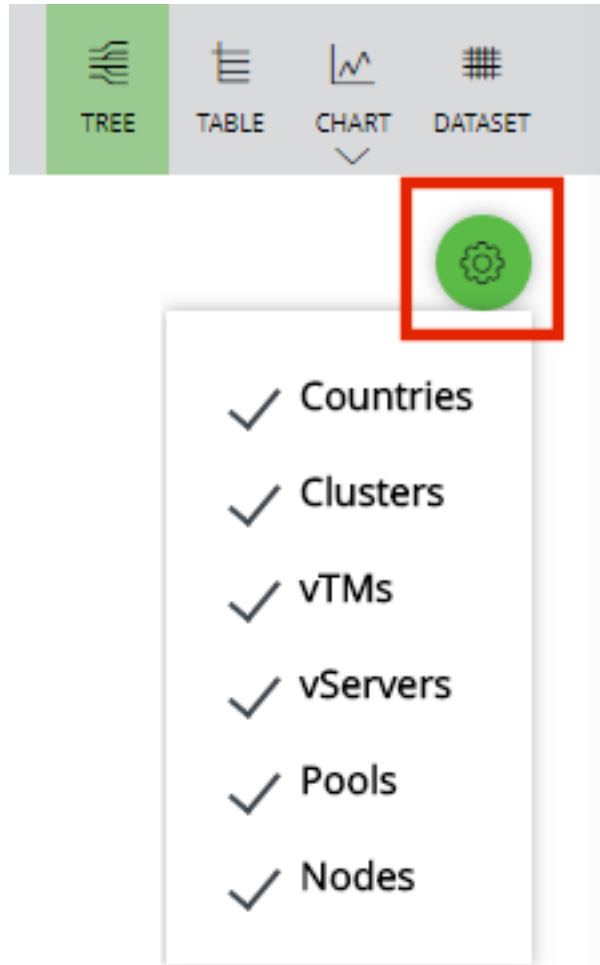 TREE TABLE CHART DATASET
Countries
Clusters
vTMs
vServers
Pools
Nodes